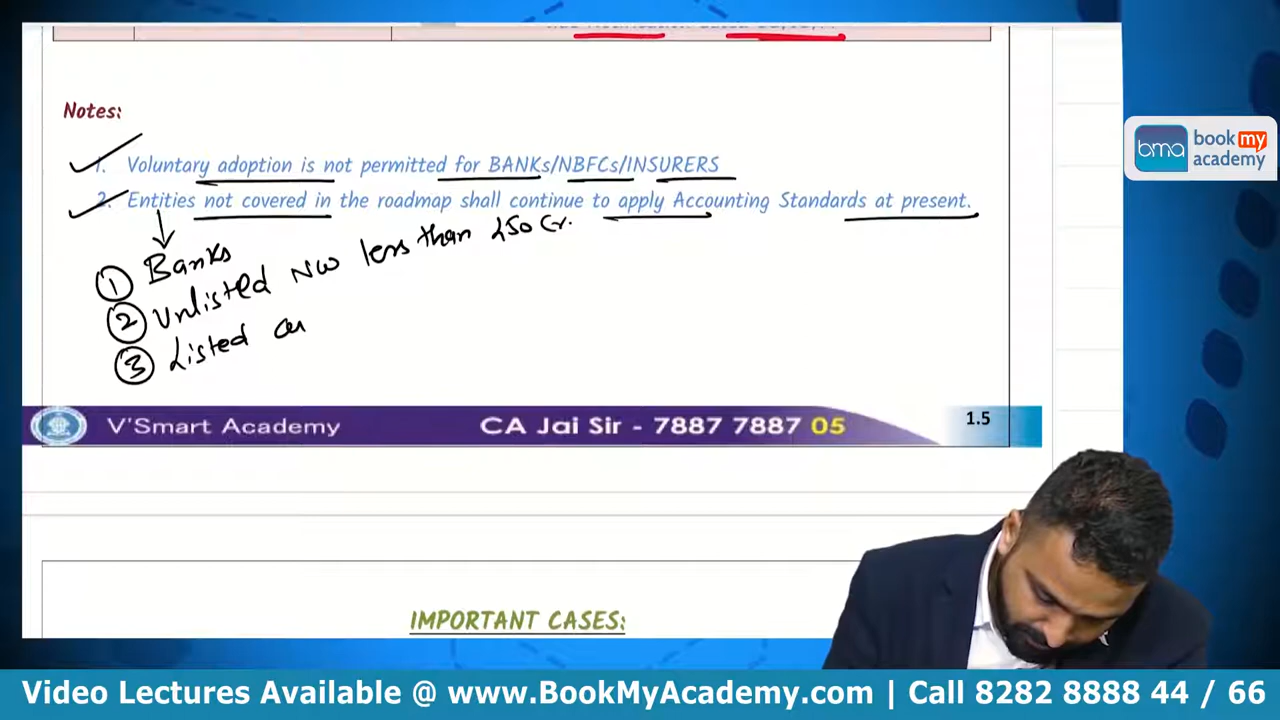 Notes:
1. Voluntary adoption is not permitted for BANKs/NBFCs/INSURERS
2. Entities not covered in the roadmap shall continue to apply Accounting Standards at present.
① Banks
② Unlisted NW less than 250 Cr.
③ Listed
V'Smart Academy CA Jai Sir - 7887 7887 05 1.5
IMPORTANT CASES:
bma book my academy
Video Lectures Available @ www.BookMyAcademy.com | Call 8282 8888 44 / 66